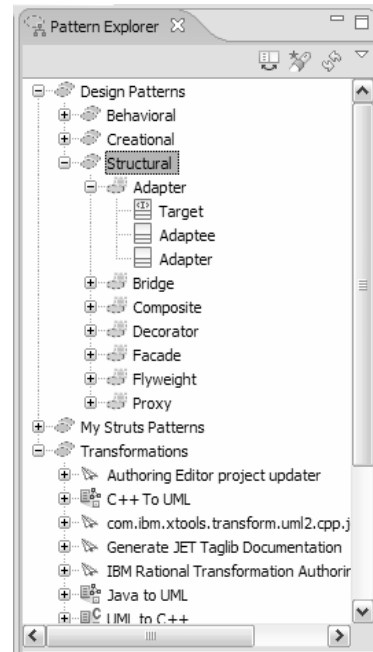 Pattern Explorer
Design Patterns
Behavioral
Creational
Structural
Adapter
<I>
Target
Adaptee
Adapter
Bridge
Composite
Decorator
Facade
Flyweight
Proxy
My Struts Patterns
Transformations
Authoring Editor project updater
C++ To UML
com.ibm.xtools.transform.uml2.cpp.j
Generate JET Taglib Documentation
IBM Rational Transformation Authorir
Java to UML
UML to C++